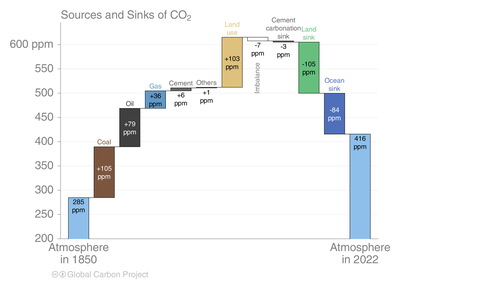 Sources and Sinks of CO₂
Land
use
Cement
carbonation
sink
Land
sink
600 ppm
-7
ppm
-3
ppm
Imbalance
550
Gas
Cement
Others
+103
ppm
-105
ppm
Ocean
sink
500
+36
ppm
+6
ppm
+1
ppm
Oil
450
+79
ppm
-84
ppm
400
Coal
416
ppm
350
+105
ppm
300
285
ppm
250
200
Atmosphere
in 1850
Atmosphere
in 2022
Global Carbon Project